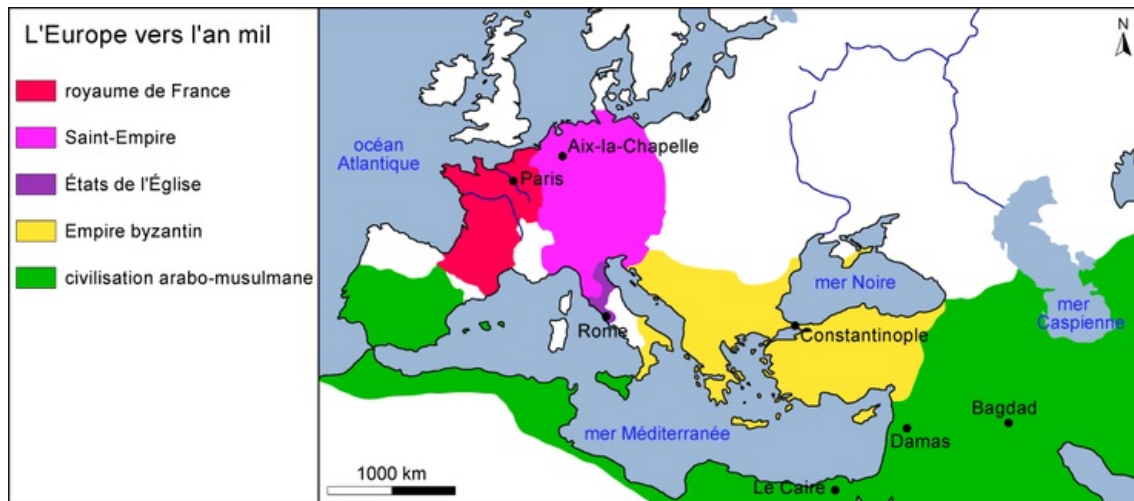 L'Europe vers l'an mil
royaume de France
Saint-Empire
États de l'Église
Empire byzantin
civilisation arabo-musulmane
N
océan
Atlantique
Aix-la-Chapelle
Paris
mer Noire
mer
Caspienne
Rome
Constantinople
mer Méditerranée
Bagdad
Damas
Le Caire
1000 km